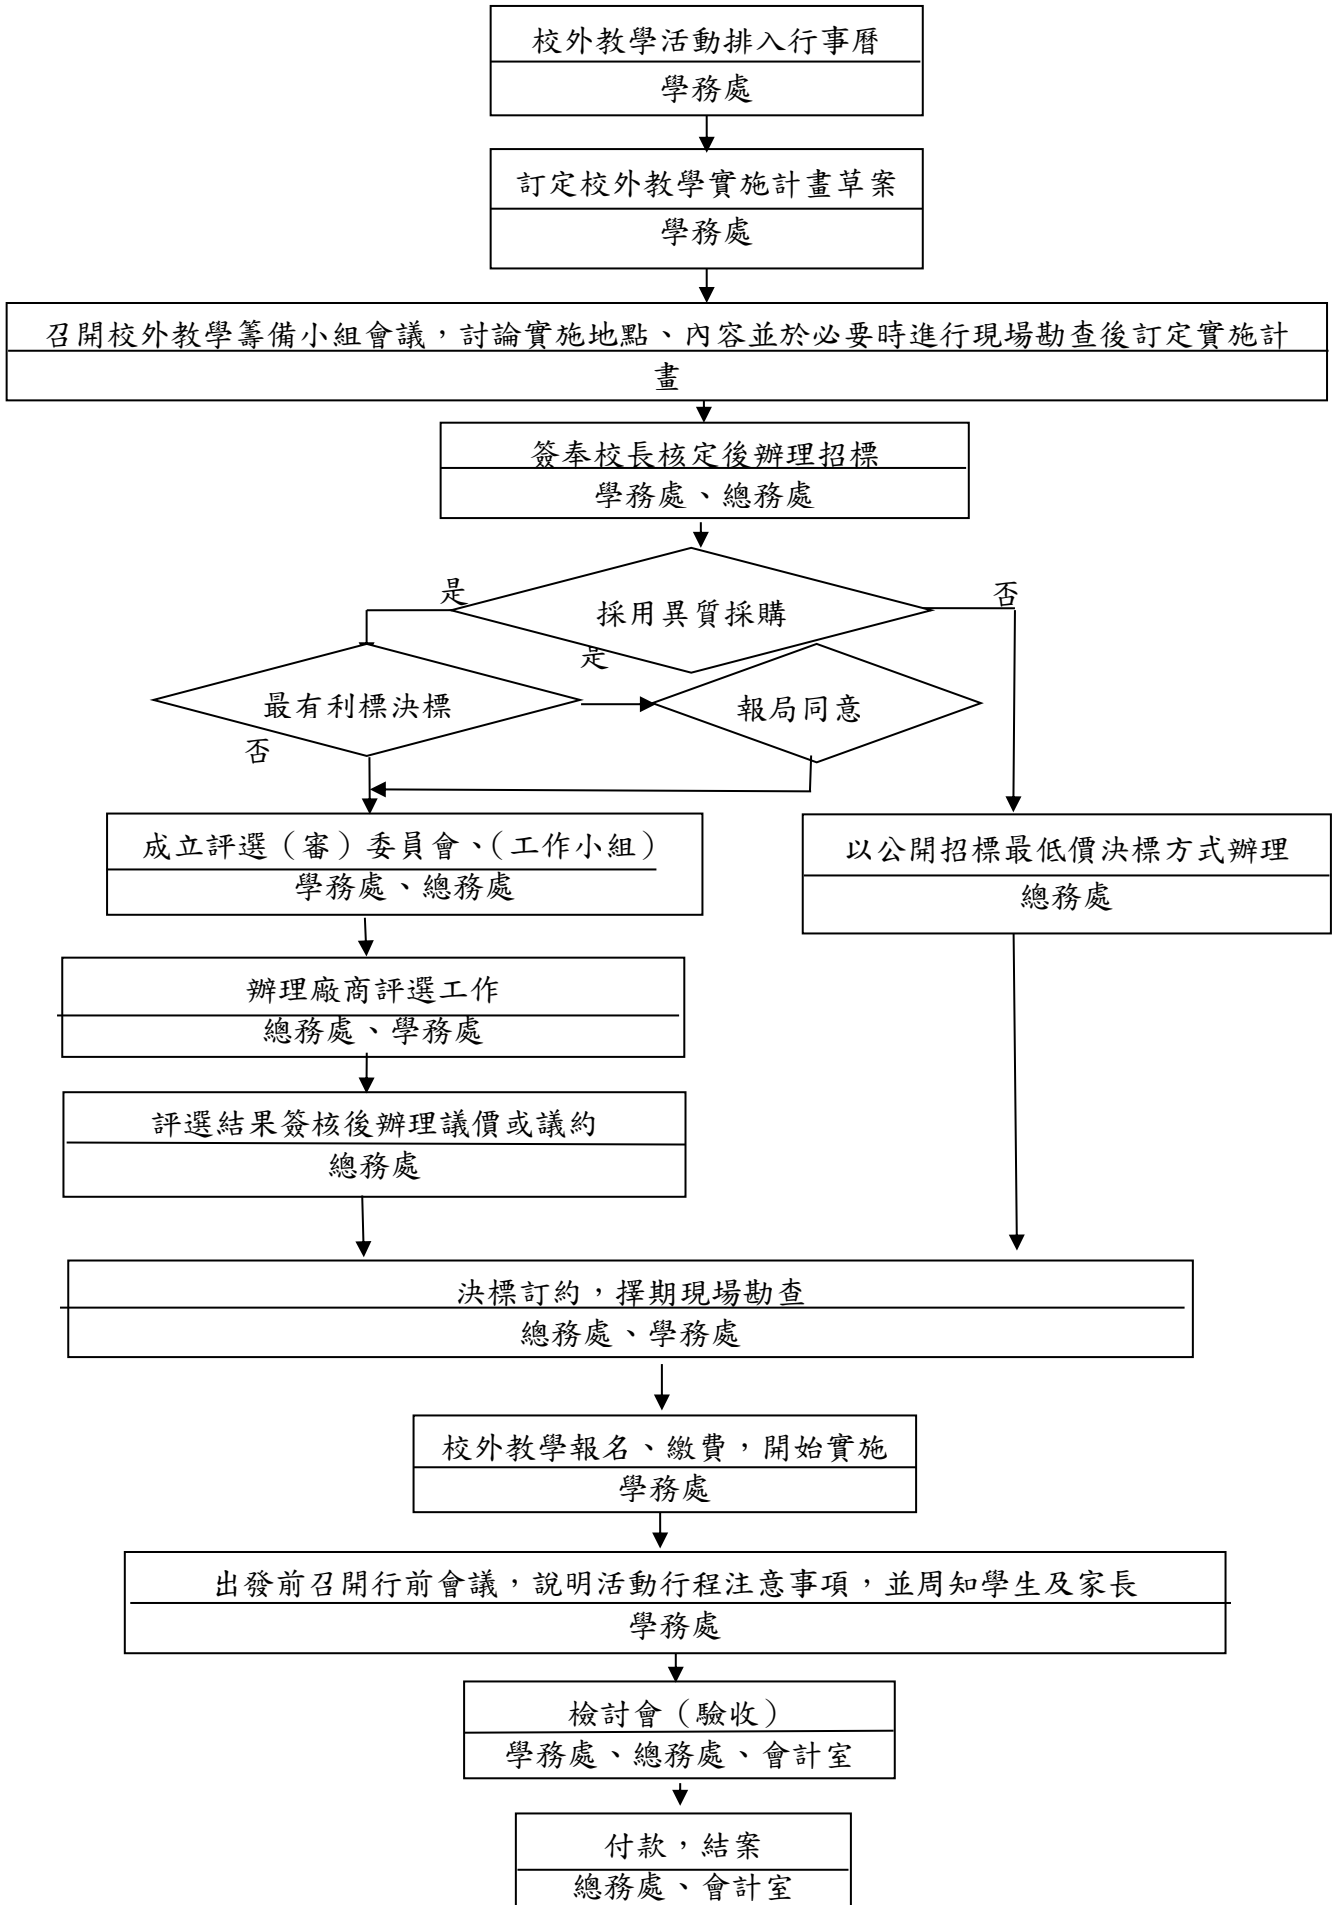 校外教學活動排入行事曆
學務處
訂定校外教學實施計畫草案
學務處
召開校外教學籌備小組會議，討論實施地點、內容並於必要時進行現場勘查後訂定實施計
畫
簽奉校長核定後辦理招標
學務處、總務處
是
否
採用異質採購
是
最有利標決標
報局同意
否
成立評選（審）委員會、（工作小組）
學務處、總務處
以公開招標最低價決標方式辦理
總務處
辦理廠商評選工作
總務處、學務處
評選結果簽核後辦理議價或議約
總務處
決標訂約，擇期現場勘查
總務處、學務處
校外教學報名、繳費，開始實施
學務處
出發前召開行前會議，說明活動行程注意事項，並周知學生及家長
學務處
檢討會（驗收）
學務處、總務處、會計室
付款，結案
總務處、會計室